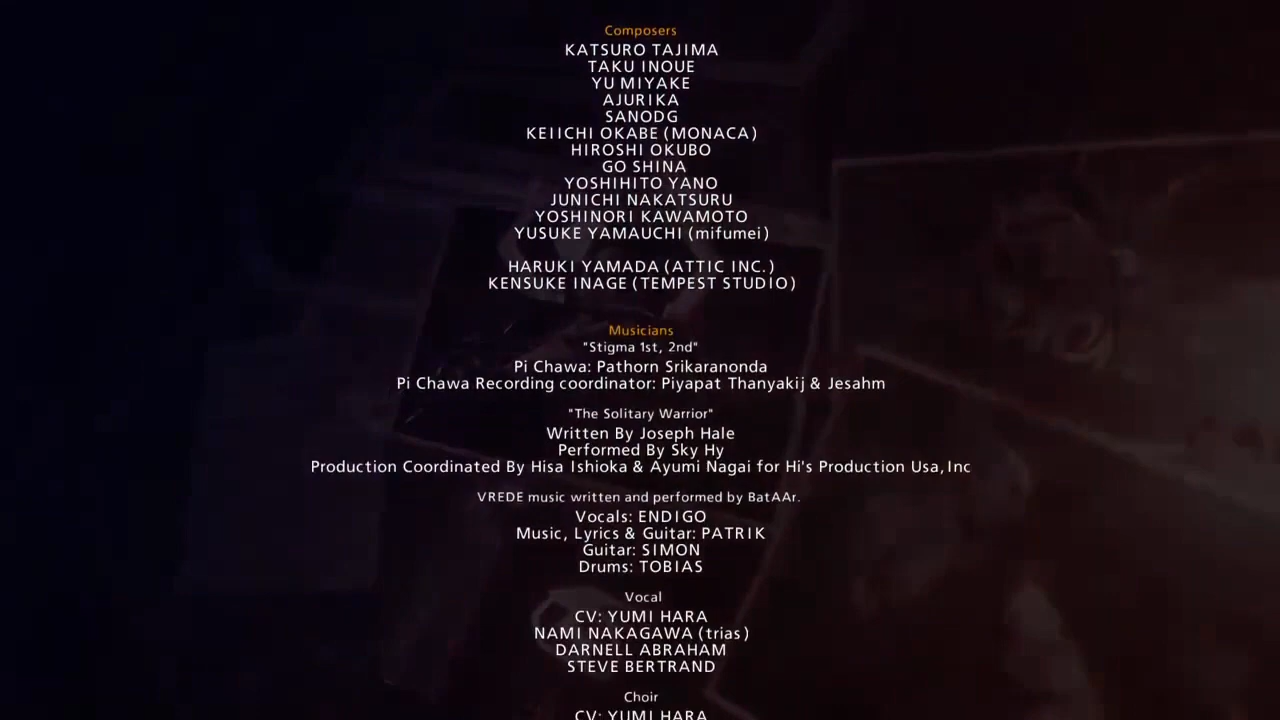 Composers
KATSURO TAJIMA
TAKU INOUE
YU MIYAKE
AJURIKA
SANODG
KEIICHI OKABE (MONACA)
HIROSHI OKUBO
GO SHINA
YOSHIHITO YANO
JUNICHI NAKATSURU
YOSHINORI KAWAMOTO
YUSUKE YAMAUCHI (mifumei)
HARUKI YAMADA (ATTIC INC.)
KENSUKE INAGE (TEMPEST STUDIO)
Musicians
"Stigma 1st, 2nd"
Pi Chawa: Pathorn Srikaranonda
Pi Chawa Recording coordinator: Piyapat Thanyakij & Jesahm
"The Solitary Warrior"
Written By Joseph Hale
Performed By Sky Hy
Production Coordinated By Hisa Ishioka & Ayumi Nagai for Hi's Production Usa,Inc
VREDE music written and performed by BatAAr.
Vocals: ENDIGO
Music, Lyrics & Guitar: PATRIK
Guitar: SIMON
Drums: TOBIAS
Vocal
CV: YUMI HARA
NAMI NAKAGAWA (trias)
DARNELL ABRAHAM
STEVE BERTRAND
Choir
CV: YUMI HARA